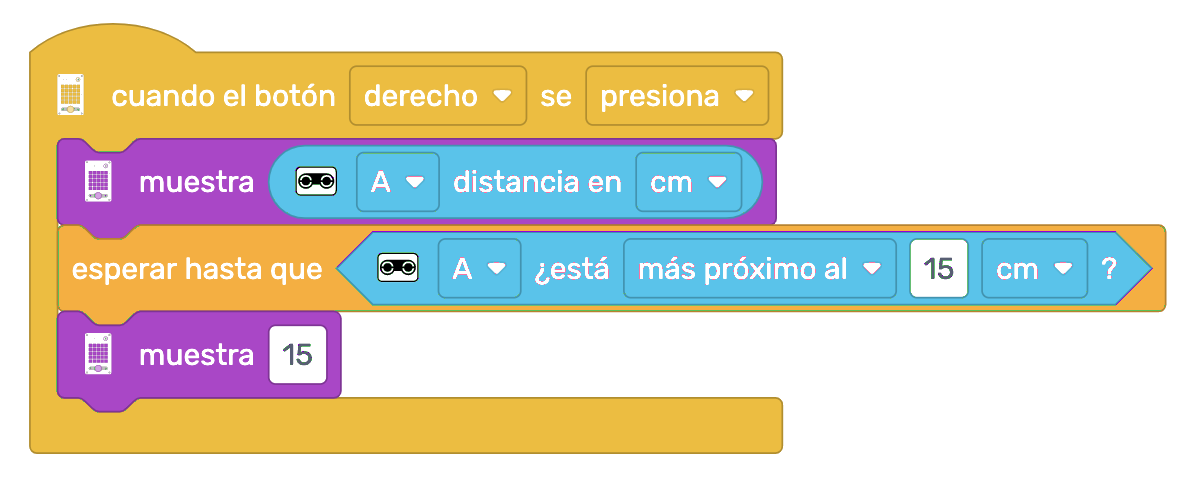 cuando el botón derecho se presiona
muestra A distancia en cm
esperar hasta que A ¿está más próximo al 15 cm ?
muestra 15